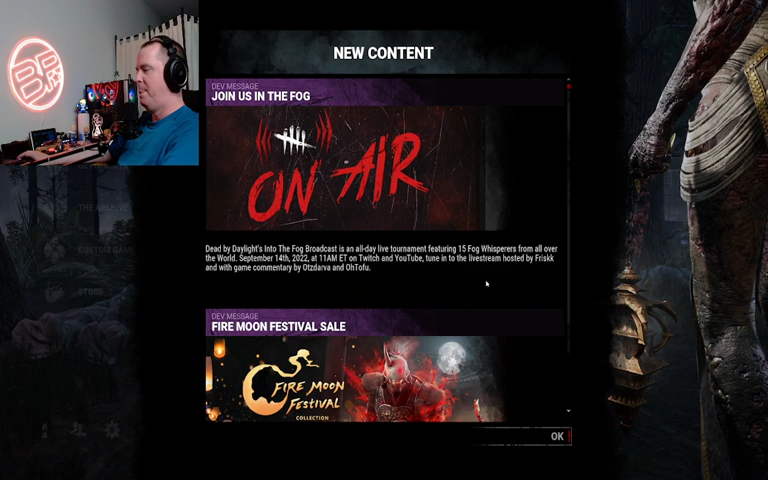 NEW CONTENT
DEV MESSAGE
JOIN US IN THE FOG
ON AIR
Dead by Daylight's Into The Fog Broadcast is an all-day live tournament featuring 15 Fog Whisperers from all over
the World. September 14th, 2022, at 11AM ET on Twitch and YouTube, tune in to the livestream hosted by Friskk
and with game commentary by Otzdarva and OhTofu.
DEV MESSAGE
FIRE MOON FESTIVAL SALE
FIRE MOON
FESTIVAL
COLLECTION
OK
CUSTOM GAME
STORE